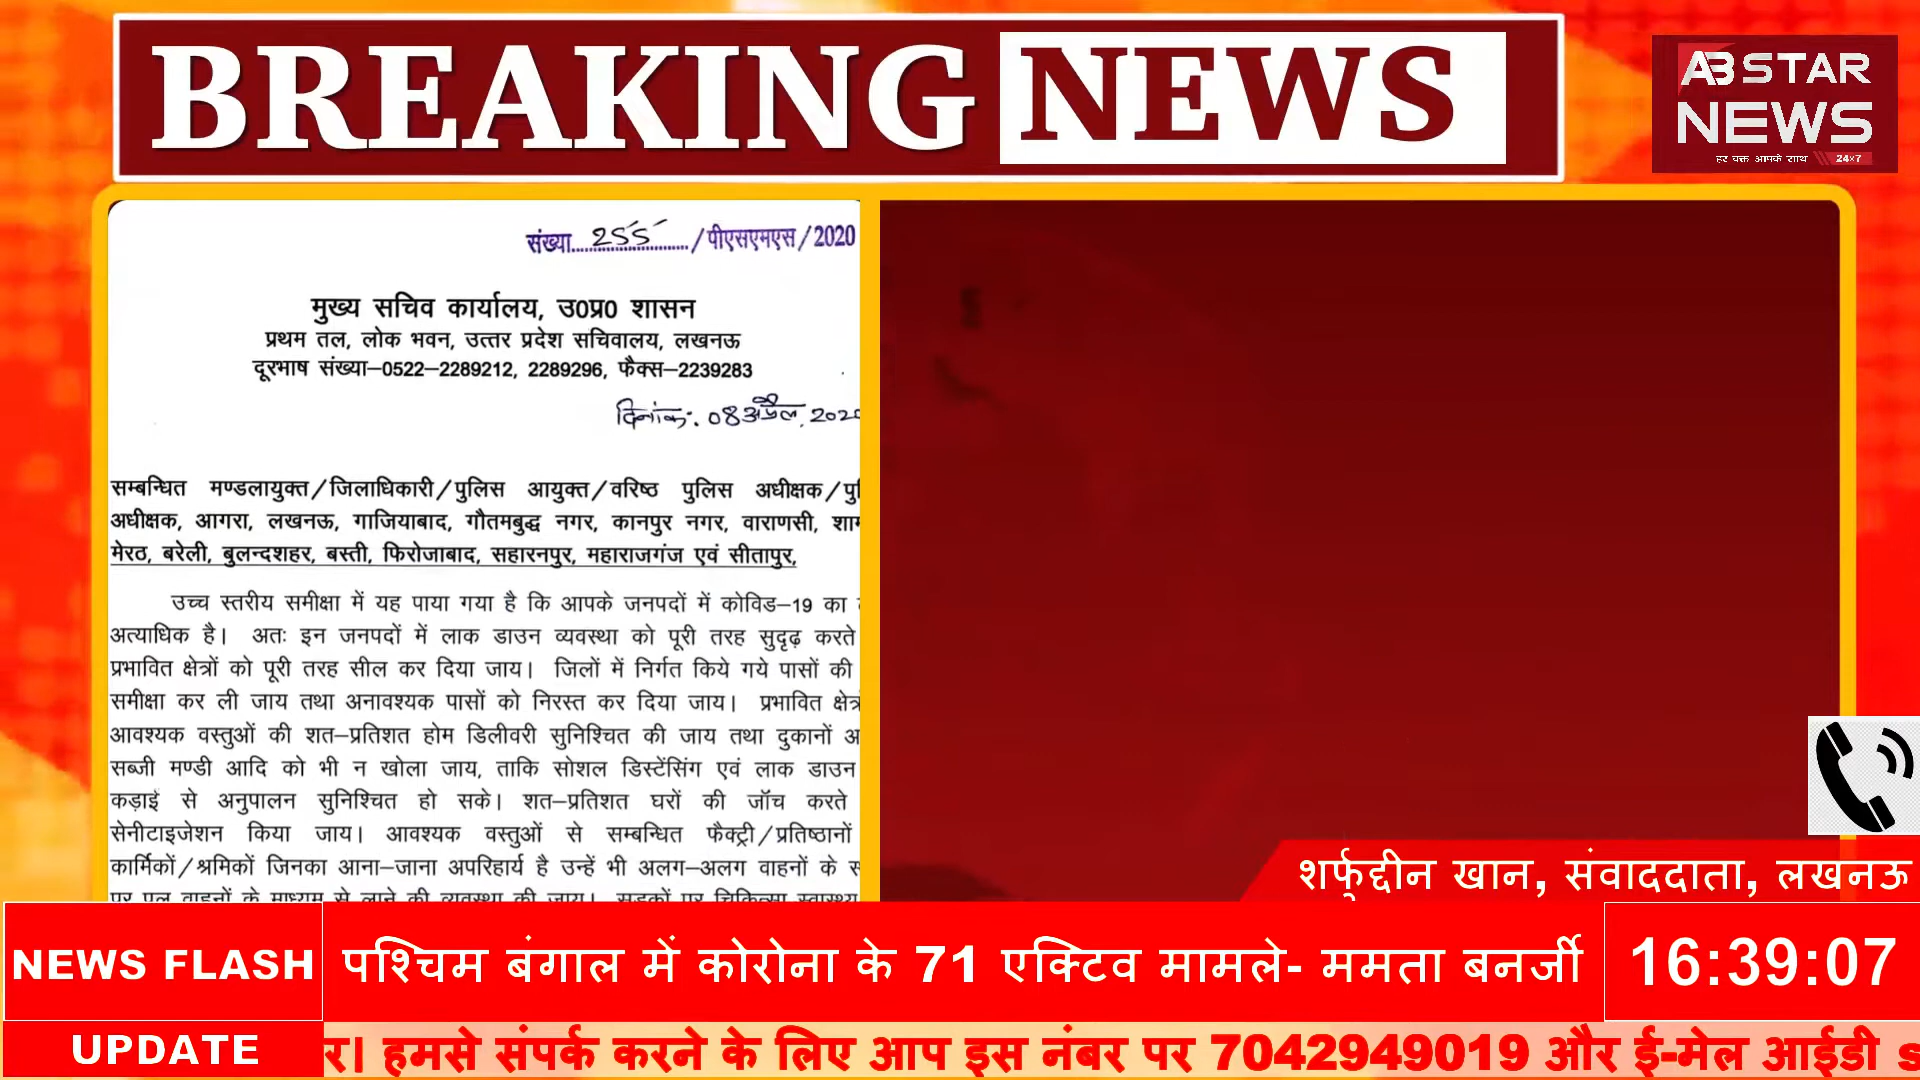 BREAKING NEWS
AB STAR
NEWS
हर वक्त आपके साथ 24x7
संख्या....255..../पीएसएमएस/2020
मुख्य सचिव कार्यालय, उ0प्र0 शासन
प्रथम तल, लोक भवन, उत्तर प्रदेश सचिवालय, लखनऊ
दूरभाष संख्या–0522–2289212, 2289296, फैक्स–2239283
दिनांक: 08 अप्रैल, 2020
सम्बन्धित मण्डलायुक्त/जिलाधिकारी/पुलिस आयुक्त/वरिष्ठ पुलिस अधीक्षक/
अधीक्षक, आगरा, लखनऊ, गाजियाबाद, गौतमबुद्ध नगर, कानपुर नगर, वाराणसी,
मेरठ, बरेली, बुलन्दशहर, बस्ती, फिरोजाबाद, सहारनपुर, महाराजगंज एवं सीतापुर,
उच्च स्तरीय समीक्षा में यह पाया गया है कि आपके जनपदों में कोविड–19 का
अत्याधिक है। अतः इन जनपदों में लाक डाउन व्यवस्था को पूरी तरह सुदृढ़ करते
प्रभावित क्षेत्रों को पूरी तरह सील कर दिया जाय। जिलों में निर्गत किये गये पासों की
समीक्षा कर ली जाय तथा अनावश्यक पासों को निरस्त कर दिया जाय। प्रभावित
आवश्यक वस्तुओं की शत–प्रतिशत होम डिलीवरी सुनिश्चित की जाय तथा दुकानों
सब्जी मण्डी आदि को भी न खोला जाय, ताकि सोशल डिस्टेंसिंग एवं लाक डाउन
कड़ाई से अनुपालन सुनिश्चित हो सके। शत–प्रतिशत घरों की जॉच करते
सेनीटाइजेशन किया जाय। आवश्यक वस्तुओं से सम्बन्धित फैक्ट्री/प्रतिष्ठानों
कार्मिकों/श्रमिकों जिनका आना–जाना अपरिहार्य है उन्हें भी अलग–अलग वाहनों के
शर्फुद्दीन खान, संवाददाता, लखनऊ
NEWS FLASH
पश्चिम बंगाल में कोरोना के 71 एक्टिव मामले- ममता बनर्जी
16:39:07
UPDATE
र। हमसे संपर्क करने के लिए आप इस नंबर पर 7042949019 और ई-मेल आईडी s